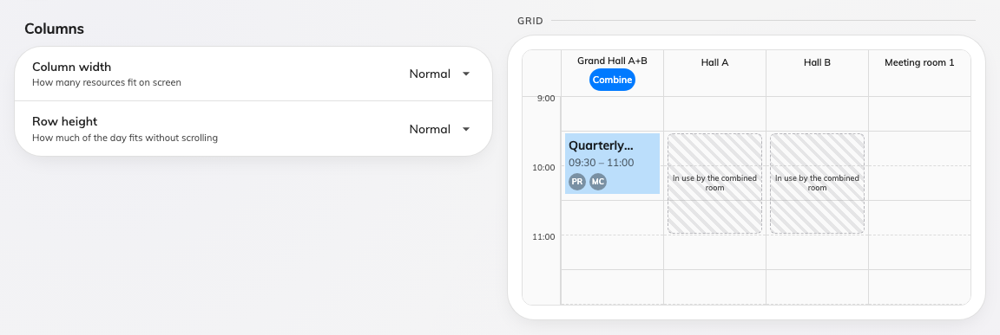 Columns
Column width
How many resources fit on screen
Normal
Row height
How much of the day fits without scrolling
Normal
GRID
Grand Hall A+B
Combine
Hall A
Hall B
Meeting room 1
9:00
Quarterly...
09:30 – 11:00
PR
MC
10:00
In use by the combined
room
In use by the combined
room
11:00